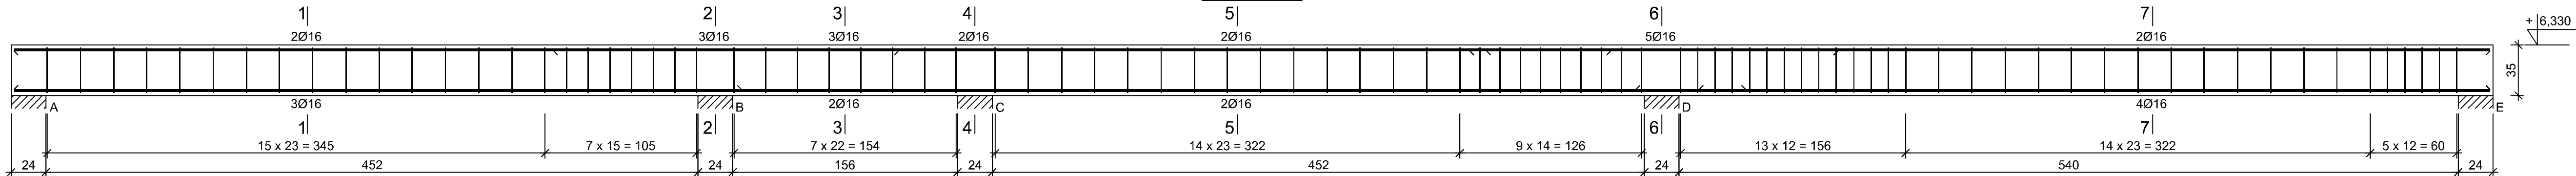 1 2 3 4 5 6 7
+ 6,330
2Ø16 3Ø16 3Ø16 2Ø16 2Ø16 5Ø16 2Ø16
35
A 3Ø16 B 2Ø16 C 2Ø16 D 4Ø16 E
1 2 3 4 5 6 7
15 x 23 = 345 7 x 15 = 105 7 x 22 = 154 14 x 23 = 322 9 x 14 = 126 13 x 12 = 156 14 x 23 = 322 5 x 12 = 60
24 452 24 156 24 452 24 540 24